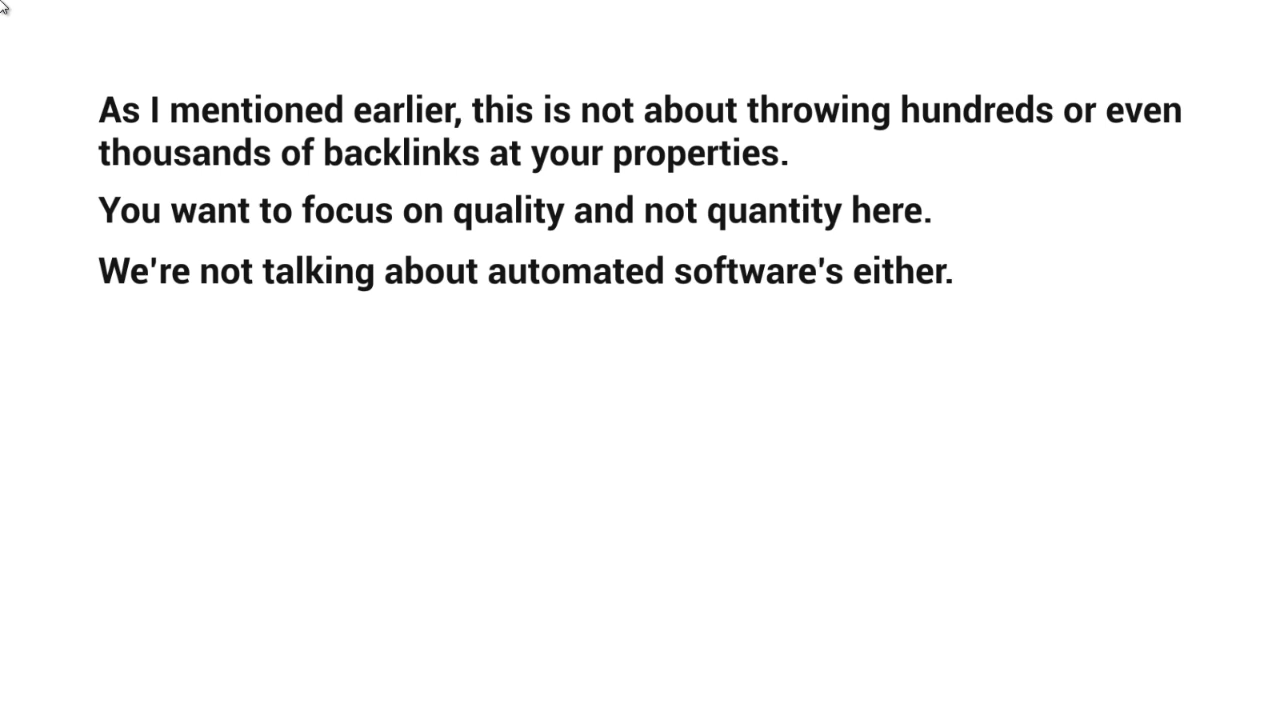 As I mentioned earlier, this is not about throwing hundreds or even
thousands of backlinks at your properties.
You want to focus on quality and not quantity here.
We're not talking about automated software's either.